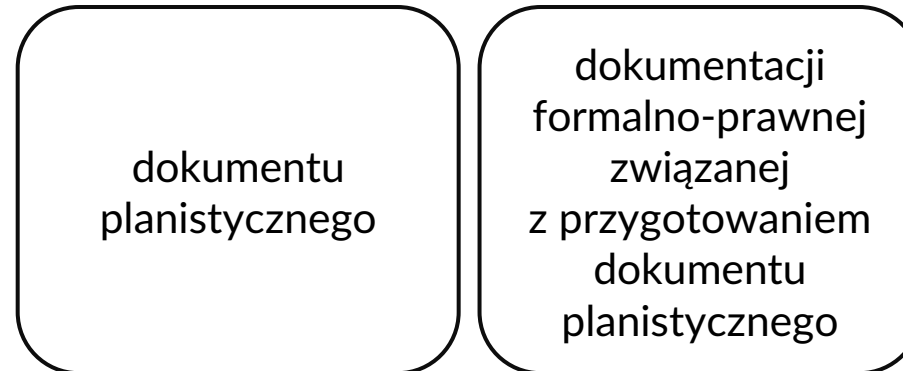 dokumentu
planistycznego
dokumentacji
formalno-prawnej
związanej
z przygotowaniem
dokumentu
planistycznego